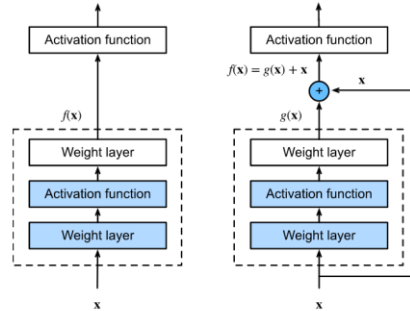 Activation function
f(x)
Weight layer
Activation function
Weight layer
x
Activation function
f(x) = g(x) + x
x
+
g(x)
Weight layer
Activation function
Weight layer
x